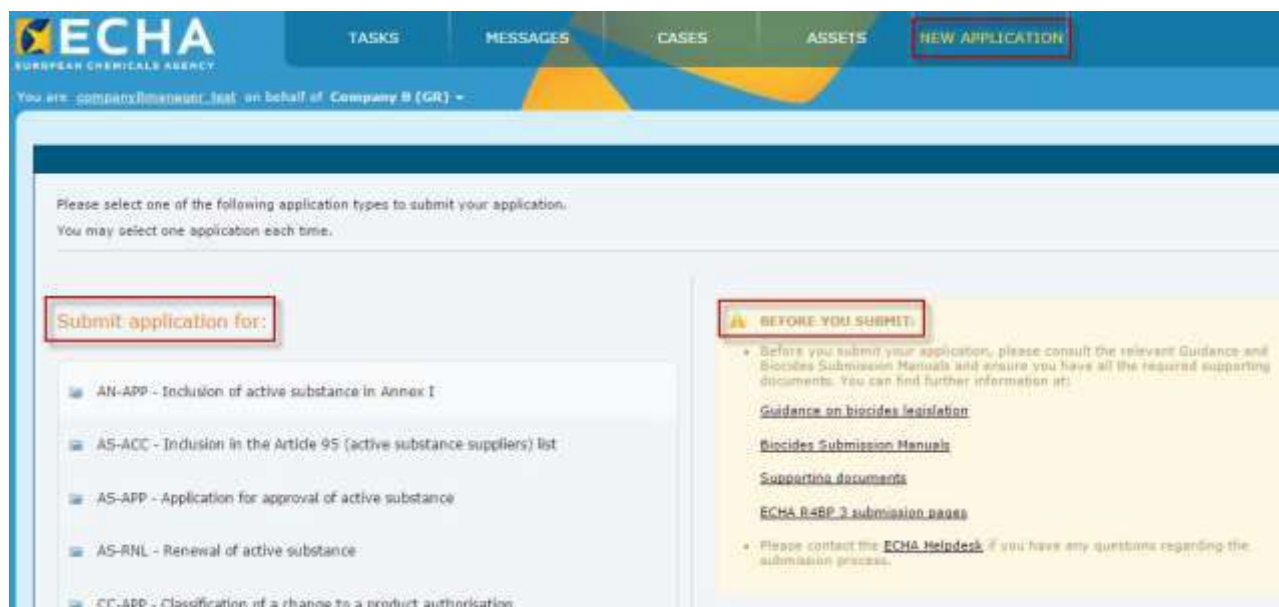 ECHA
EUROPEAN CHEMICALS AGENCY
TASKS
MESSAGES
CASES
ASSETS
NEW APPLICATION
You are on behalf of Company B (GR)
Please select one of the following application types to submit your application.
You may select one application each time.
Submit application for:
AN-APP - Inclusion of active substance in Annex I
AS-ACC - Inclusion in the Article 95 (active substance suppliers) list
AS-APP - Application for approval of active substance
AS-RNL - Renewal of active substance
CC-APP - Classification of a change to a product authorisation
BEFORE YOU SUBMIT:
• Before you submit your application, please consult the relevant Guidance and
Biocides Submission Manuals and ensure you have all the required supporting
documents. You can find further information at:
Guidance on biocides legislation
Biocides Submission Manuals
Supporting documents
ECHA R4BP 3 submission pages
• Please contact the ECHA Helpdesk if you have any questions regarding the
submission process.